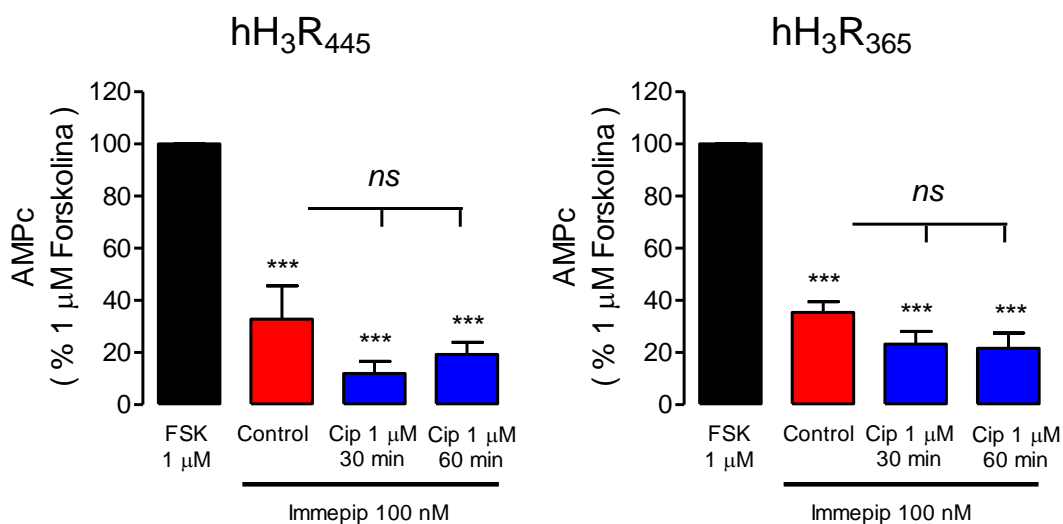 hH₃R₄₄₅
AMPc
( % 1 μM Forskolina )
120
100
80
60
40
20
0
ns
***
***
***
FSK
1 μM
Control
Cip 1 μM
30 min
Cip 1 μM
60 min
Immepip 100 nM
hH₃R₃₆₅
AMPc
( % 1 μM Forskolina )
120
100
80
60
40
20
0
ns
***
***
***
FSK
1 μM
Control
Cip 1 μM
30 min
Cip 1 μM
60 min
Immepip 100 nM